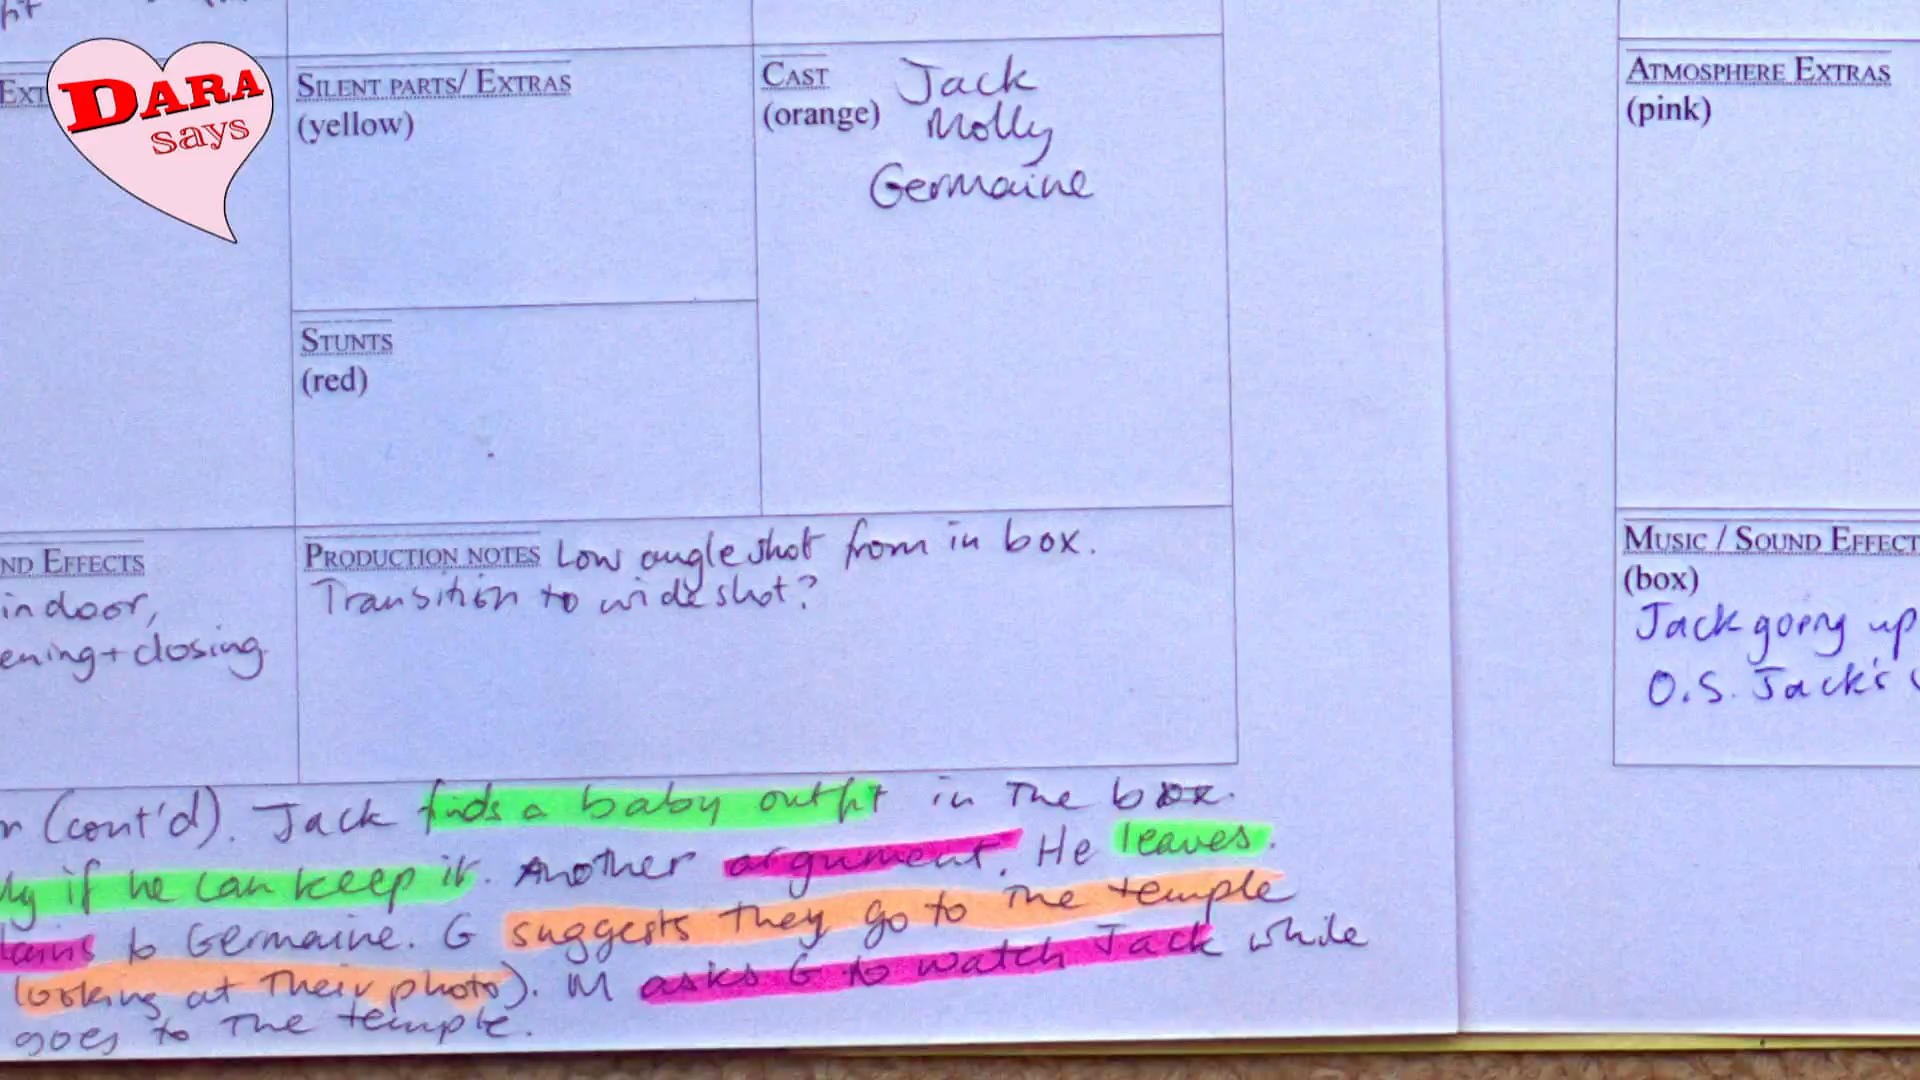 DARA
says
EXT
SILENT PARTS/ EXTRAS
(yellow)
CAST
(orange)
Jack
Molly
Germaine
STUNTS
(red)
ND EFFECTS
indoor,
ening + closing
PRODUCTION NOTES Low angle shot from in box.
Transition to wide shot?
(cont'd). Jack finds a baby outfit in the box.
if he can keep it. Another argument. He leaves.
to Germaine. G suggests they go to the temple
looking at their photo). M asks G to watch Jack while
goes to the temple.
ATMOSPHERE EXTRAS
(pink)
MUSIC / SOUND EFFECT
(box)
Jack going up
O.S. Jack's